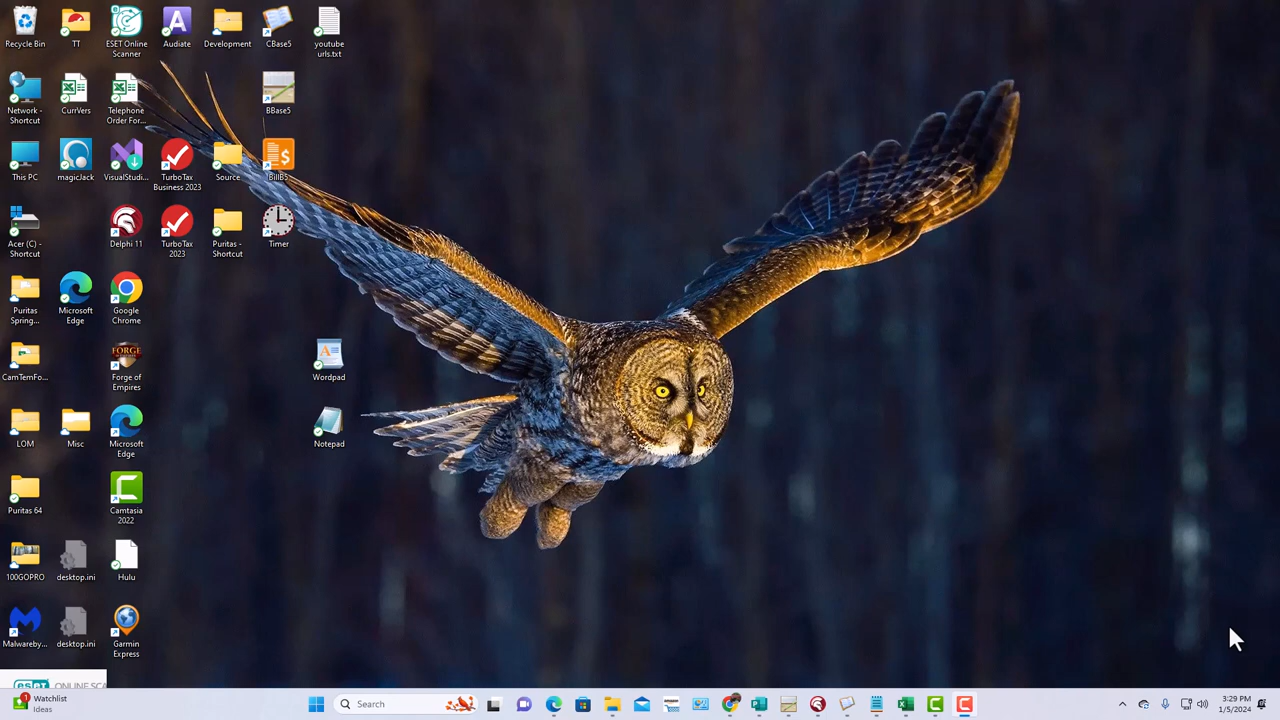 Recycle Bin
TT
ESET Online
Scanner
Audiate
Development
CBase5
youtube
urls.txt
Network -
Shortcut
CurrVers
Telephone
Order For...
BBase5
This PC
magicJack
VisualStudi...
TurboTax
Business 2023
Source
BillB5
Acer (C) -
Shortcut
Delphi 11
TurboTax
2023
Puritas -
Shortcut
Timer
Puritas
Spring...
Microsoft
Edge
Google
Chrome
CamTemFo...
FORGE
Forge of
Empires
Wordpad
LOM
Misc
Microsoft
Edge
Notepad
Puritas 64
Camtasia
2022
100GOPRO
desktop.ini
Hulu
Malwareby...
desktop.ini
Garmin
Express
eset ONLINE SCA
1
Watchlist
Ideas
Search
3:29 PM
1/5/2024